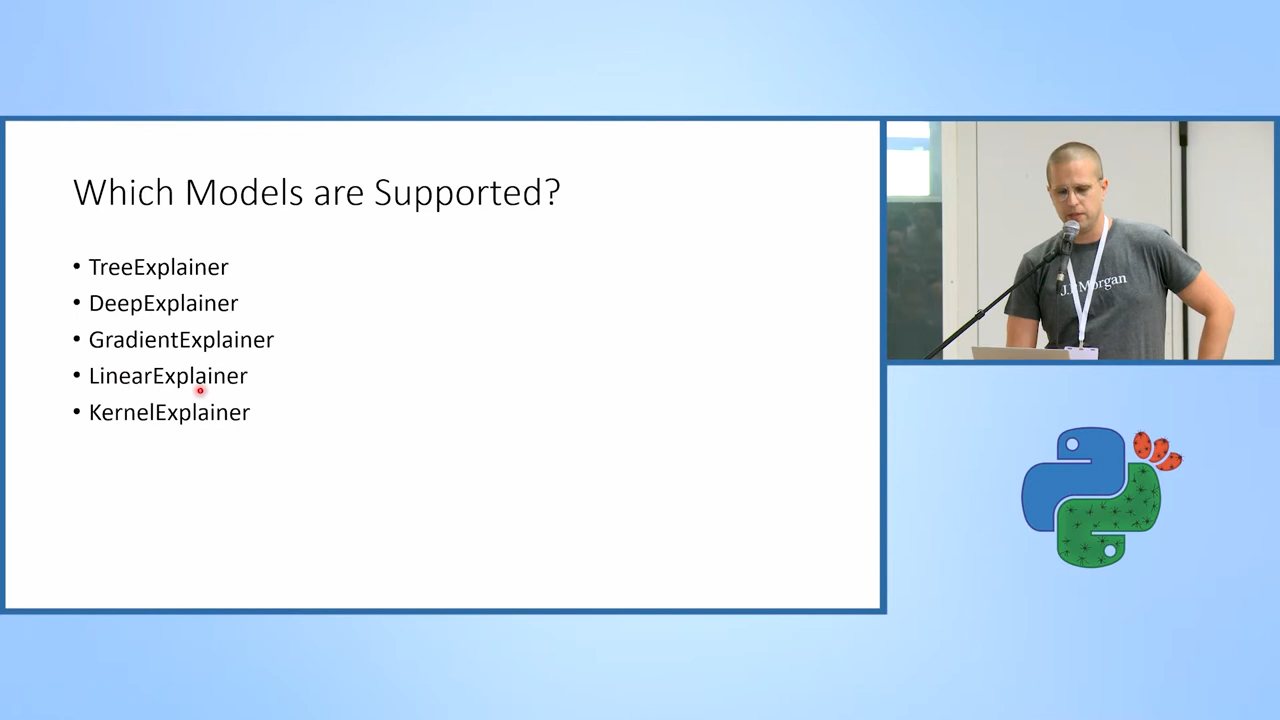 Which Models are Supported?
• TreeExplainer
• DeepExplainer
• GradientExplainer
• LinearExplainer
• KernelExplainer
J.P.Morgan